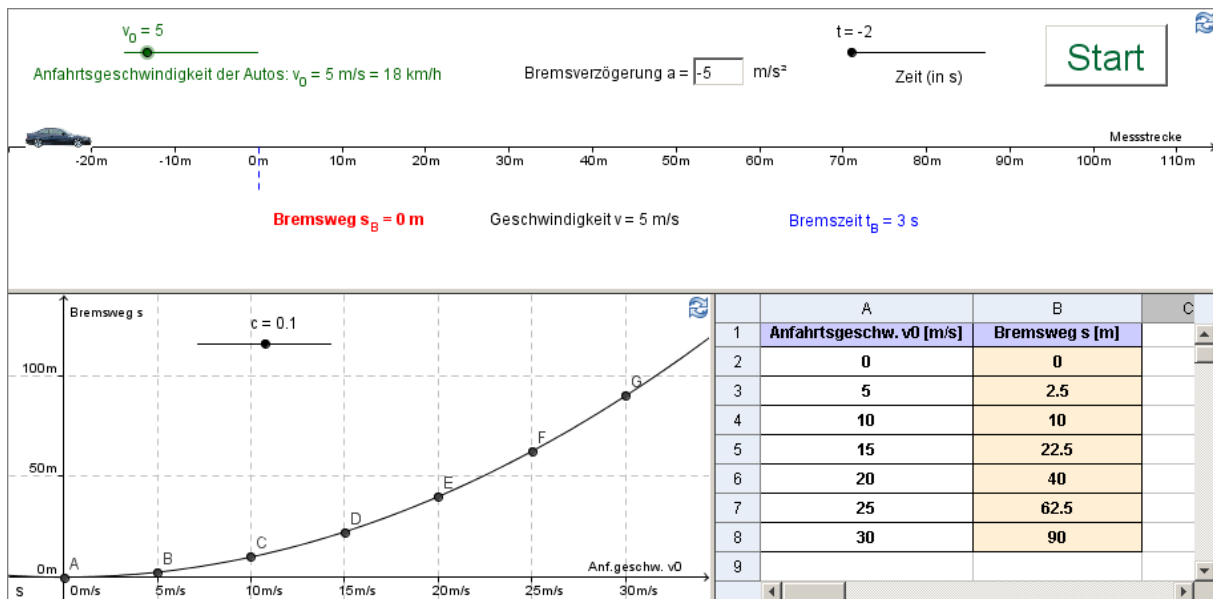 v₀ = 5
t = -2
Start
Anfahrtsgeschwindigkeit der Autos: v₀ = 5 m/s = 18 km/h
Bremsverzögerung a = -5 m/s²
Zeit (in s)
Messstrecke
-20m -10m 0m 10m 20m 30m 40m 50m 60m 70m 80m 90m 100m 110m
Bremsweg s_B = 0 m
Geschwindigkeit v = 5 m/s
Bremszeit t_B = 3 s
Bremsweg s
c = 0.1
100m
50m
0m
A B C D E F G
Anf.geschw. v0
s 0m/s 5m/s 10m/s 15m/s 20m/s 25m/s 30m/s
A B C
1 Anfahrtsgeschw. v0 [m/s] Bremsweg s [m]
2 0 0
3 5 2.5
4 10 10
5 15 22.5
6 20 40
7 25 62.5
8 30 90
9